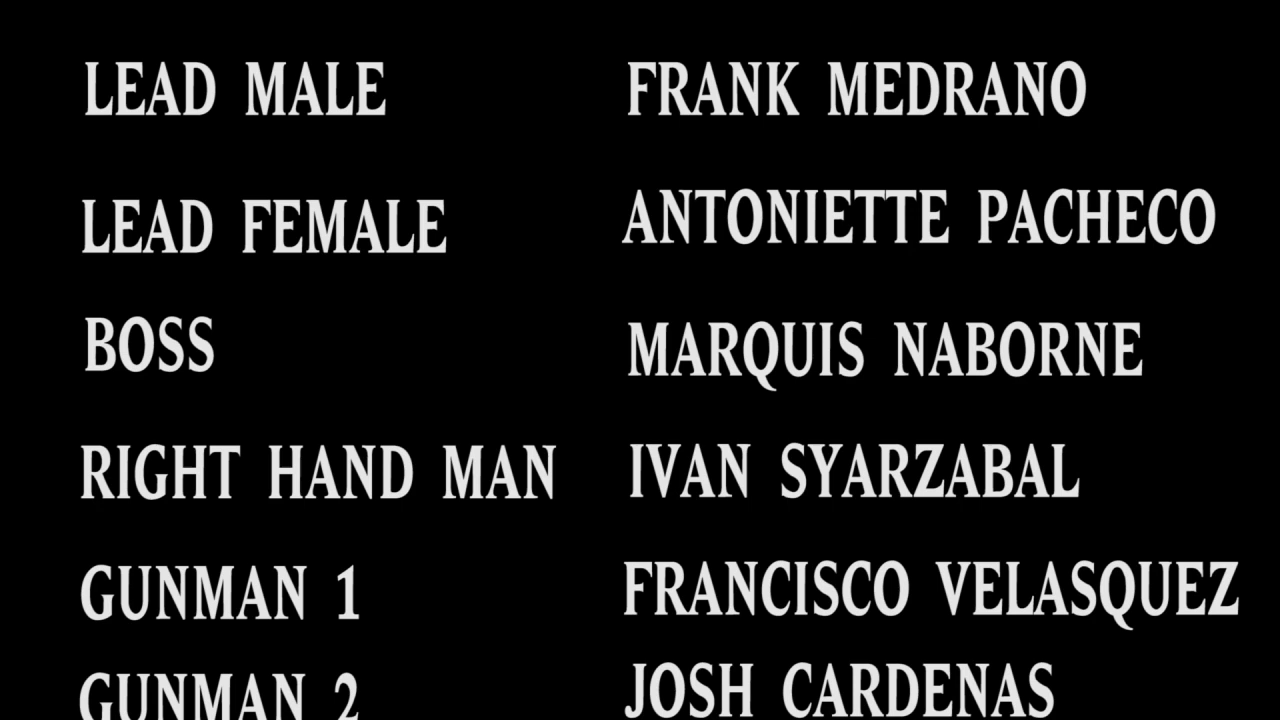 LEAD MALE FRANK MEDRANO
LEAD FEMALE ANTONIETTE PACHECO
BOSS MARQUIS NABORNE
RIGHT HAND MAN IVAN SYARZABAL
GUNMAN 1 FRANCISCO VELASQUEZ
GUNMAN 2 JOSH CARDENAS